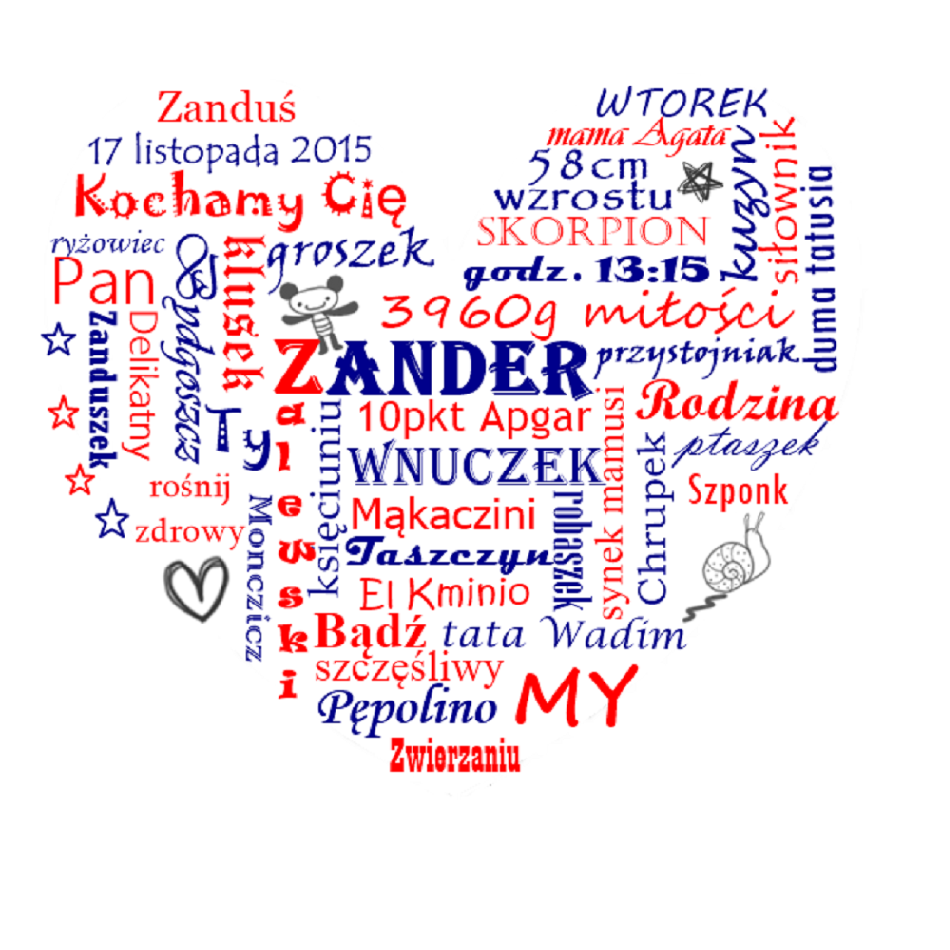 Zanduś
17 listopada 2015
Kochamy Cię
ryżowiec
Pan
Zanduszek
Delikatny
&
Bydgoszcz
klusek
groszek
Ty
rośnij
zdrowy
Monczicz
WTOREK
mama Agata
58cm
wzrostu
SKORPION
godz. 13:15
kuzyn
siłownik
duma tatusia
3960g miłości
ZANDER
Zalewski
przystojniak
księciuniu
10pkt Apgar
WNUCZEK
Mąkaczini
Taszczyn
El Kminio
robaszek
synek mamusi
Chrupek
Rodzina
ptaszek
Szponk
Bądź
szczęśliwy
tata Wadim
Pępolino
MY
Zwierzaniu